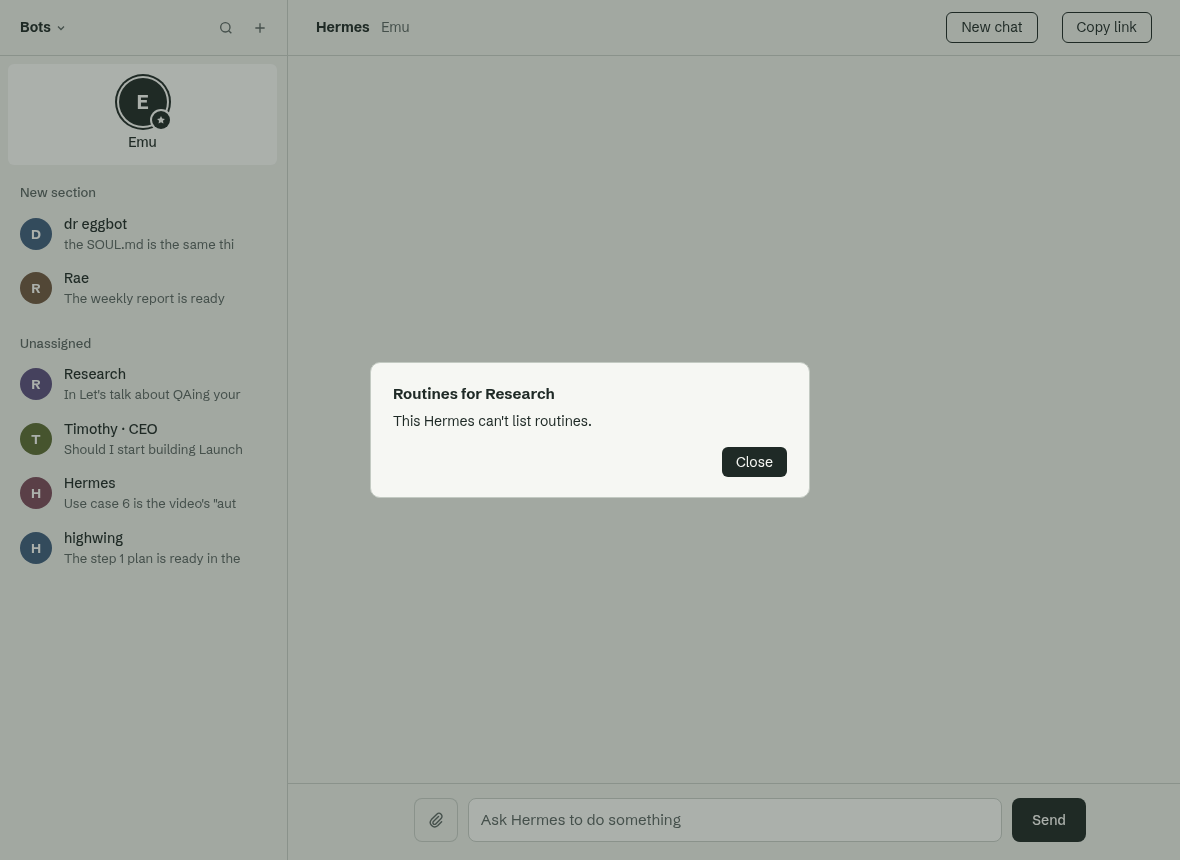 Bots
Hermes Emu
New chat
Copy link
E
Emu
New section
D
dr eggbot
the SOUL.md is the same thi
R
Rae
The weekly report is ready
Unassigned
R
Research
In Let's talk about QAing your
T
Timothy · CEO
Should I start building Launch
H
Hermes
Use case 6 is the video's "aut
H
highwing
The step 1 plan is ready in the
Routines for Research
This Hermes can't list routines.
Close
Ask Hermes to do something
Send